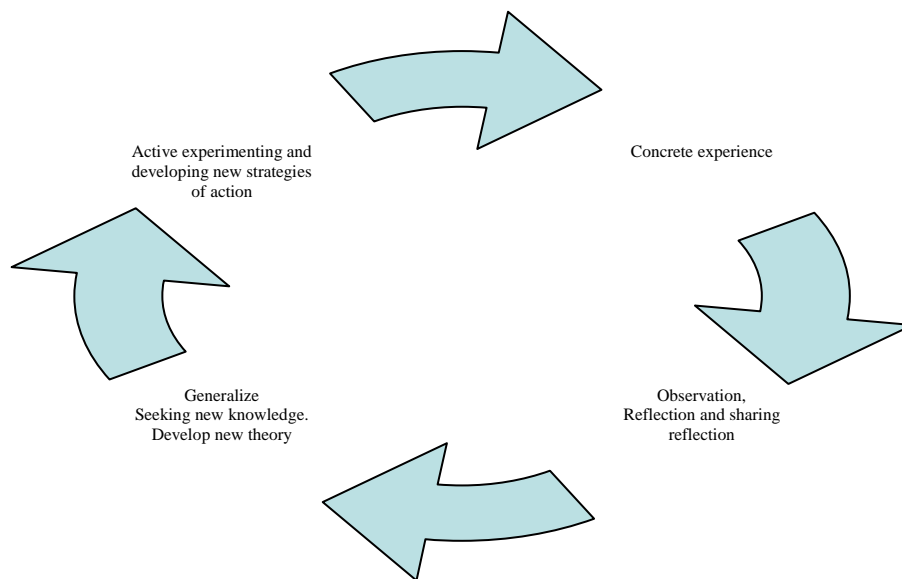 Active experimenting and
developing new strategies
of action
Concrete experience
Generalize
Seeking new knowledge.
Develop new theory
Observation,
Reflection and sharing
reflection